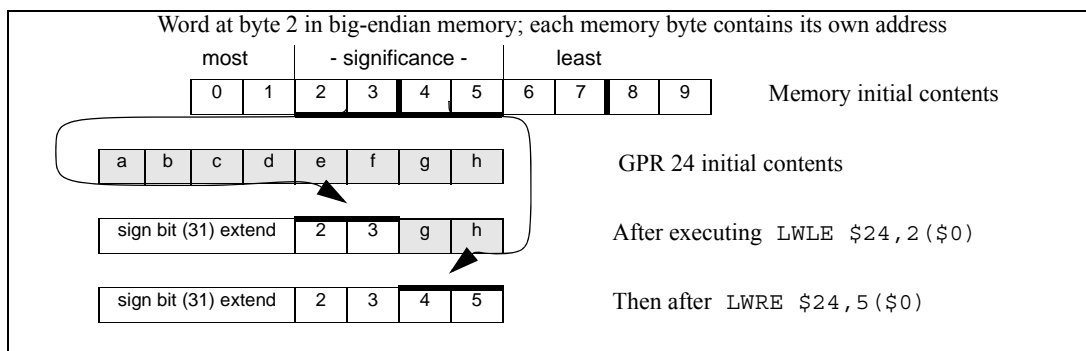 Word at byte 2 in big-endian memory; each memory byte contains its own address
most - significance - least
0 1 2 3 4 5 6 7 8 9 Memory initial contents
a b c d e f g h GPR 24 initial contents
sign bit (31) extend 2 3 g h After executing LWLE $24,2($0)
sign bit (31) extend 2 3 4 5 Then after LWRE $24,5($0)